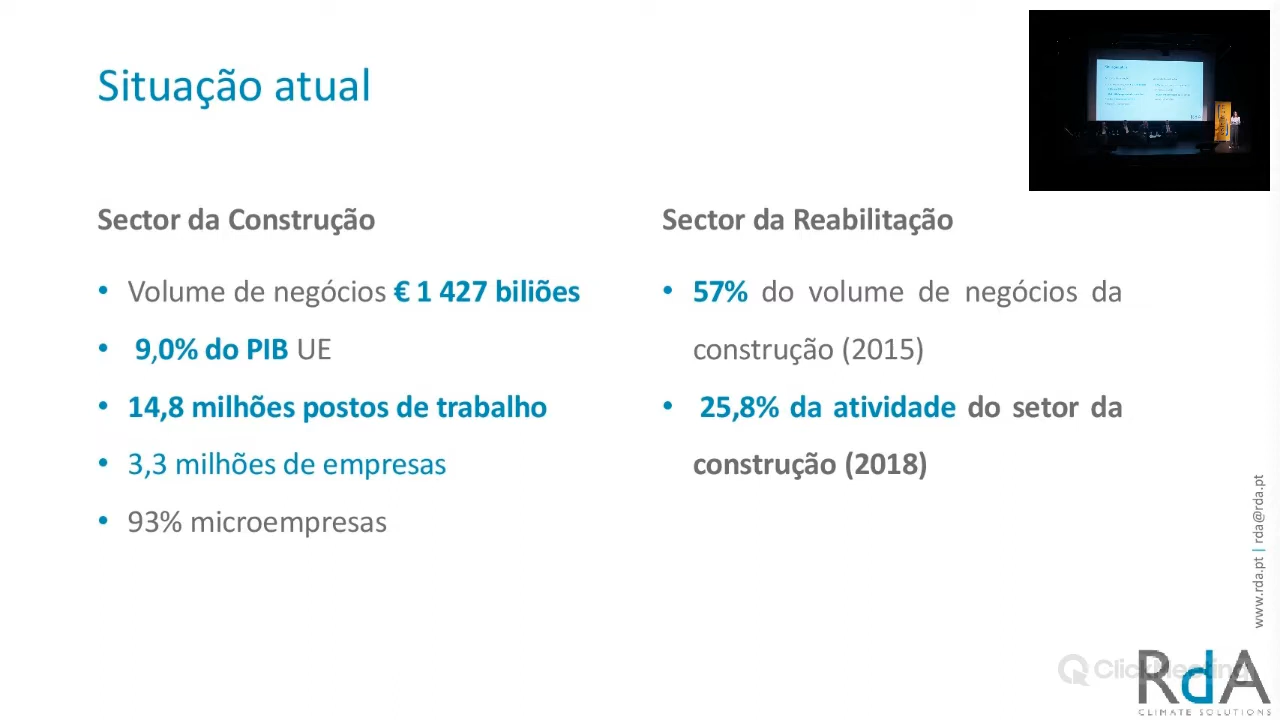 Situação atual
Sector da Construção
• Volume de negócios € 1 427 biliões
• 9,0% do PIB UE
• 14,8 milhões postos de trabalho
• 3,3 milhões de empresas
• 93% microempresas
Sector da Reabilitação
• 57% do volume de negócios da
construção (2015)
• 25,8% da atividade do setor da
construção (2018)
www.rda.pt | rda@rda.pt
ClickMeeting
RdA
CLIMATE SOLUTIONS